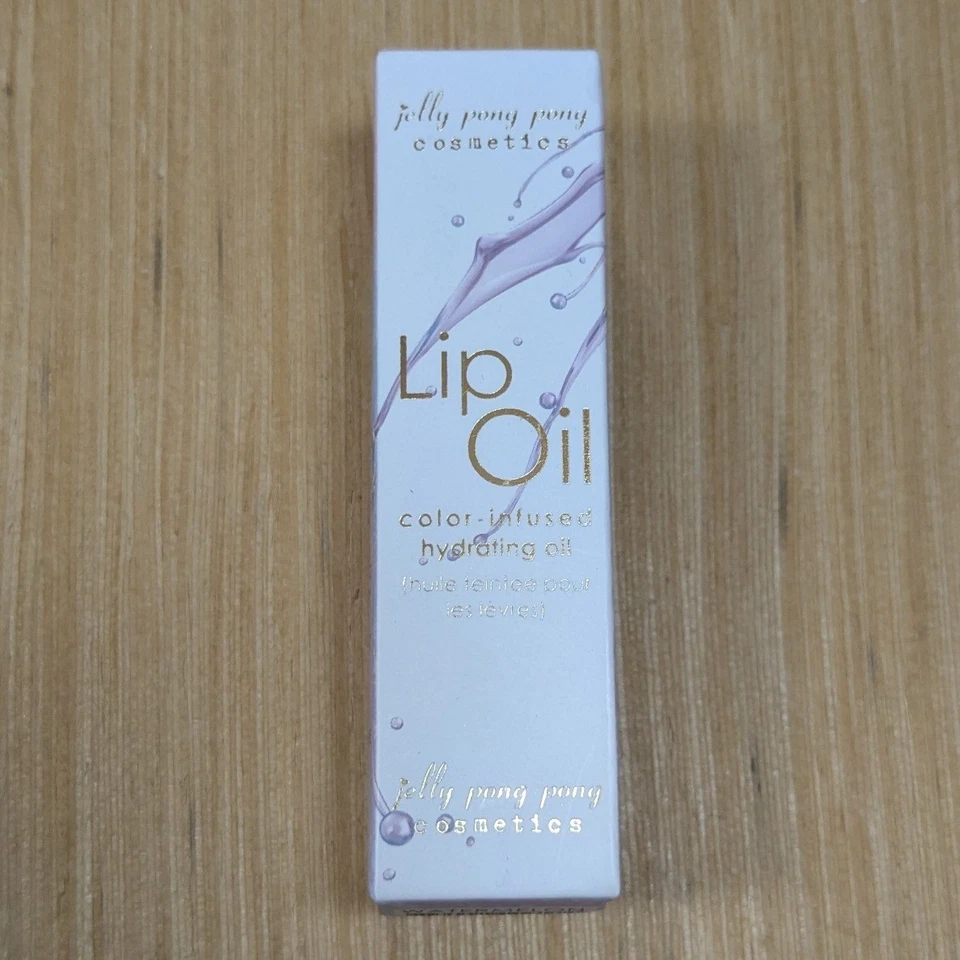 jelly pong pong
cosmetics
Lip
Oil
color-infused
hydrating oil
(huile teintée pour
les lèvres)
jelly pong pong
cosmetics